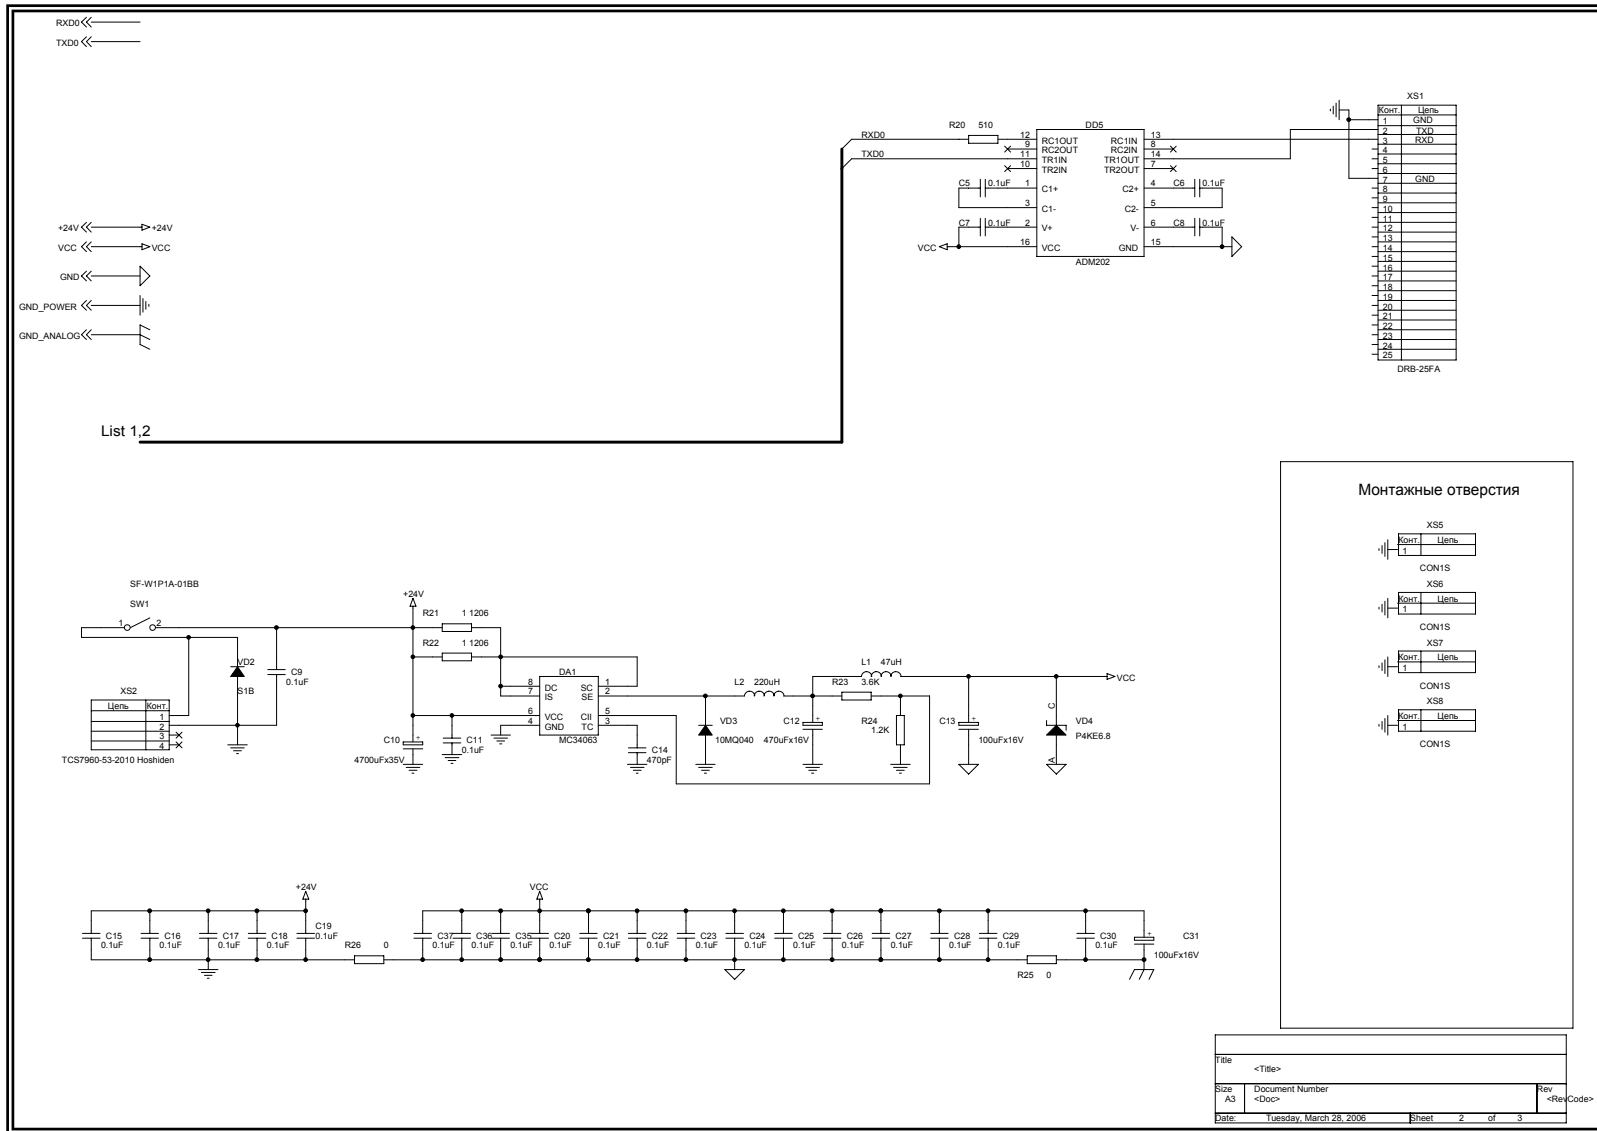 RXD0
TXD0
+24V +24V
VCC VCC
GND
GND_POWER
GND_ANALOG
List 1,2
RXD0
TXD0
R20 510
DD5
12 RC1OUT RC1IN 13
9 RC2OUT RC2IN 8
11 TR1IN TR1OUT 14
10 TR2IN TR2OUT 7
C5 0.1uF 1 C1+ C2+ 4 C6 0.1uF
3 C1- C2- 5
C7 0.1uF 2 V+ V- 6 C8 0.1uF
VCC 16 VCC GND 15
ADM202
XS1
Конт. Цепь
1 GND
2 TXD
3 RXD
4
5
6
7 GND
8
9
10
11
12
13
14
15
16
17
18
19
20
21
22
23
24
25
DRB-25FA
Монтажные отверстия
XS5
Конт. Цепь
1
CON1S
XS6
Конт. Цепь
1
CON1S
XS7
Конт. Цепь
1
CON1S
XS8
Конт. Цепь
1
CON1S
SF-W1P1A-01BB
SW1
1 2
VD2
S1B
C9
0.1uF
XS2
Цепь Конт.
1
2
3
4
TCS7960-53-2010 Hoshiden
+24V
R21 1 1206
R22 1 1206
DA1
8 DC SC 1
7 IS SE 2
6 VCC CII 5
4 GND TC 3
MC34063
C10
4700uFx35V
C11
0.1uF
C14
470pF
VD3
10MQ040
L2 220uH
C12
470uFx16V
L1 47uH
R23 3.6K
R24
1.2K
C13
100uFx16V
C
A
VD4
P4KE6.8
VCC
+24V
C15
0.1uF
C16
0.1uF
C17
0.1uF
C18
0.1uF
C19
0.1uF
R26 0
VCC
C37
0.1uF
C36
0.1uF
C35
0.1uF
C20
0.1uF
C21
0.1uF
C22
0.1uF
C23
0.1uF
C24
0.1uF
C25
0.1uF
C26
0.1uF
C27
0.1uF
C28
0.1uF
C29
0.1uF
R25 0
C30
0.1uF
C31
100uFx16V
Title
<Title>
Size Document Number Rev
A3 <Doc> <RevCode>
Date: Tuesday, March 28, 2006 Sheet 2 of 3